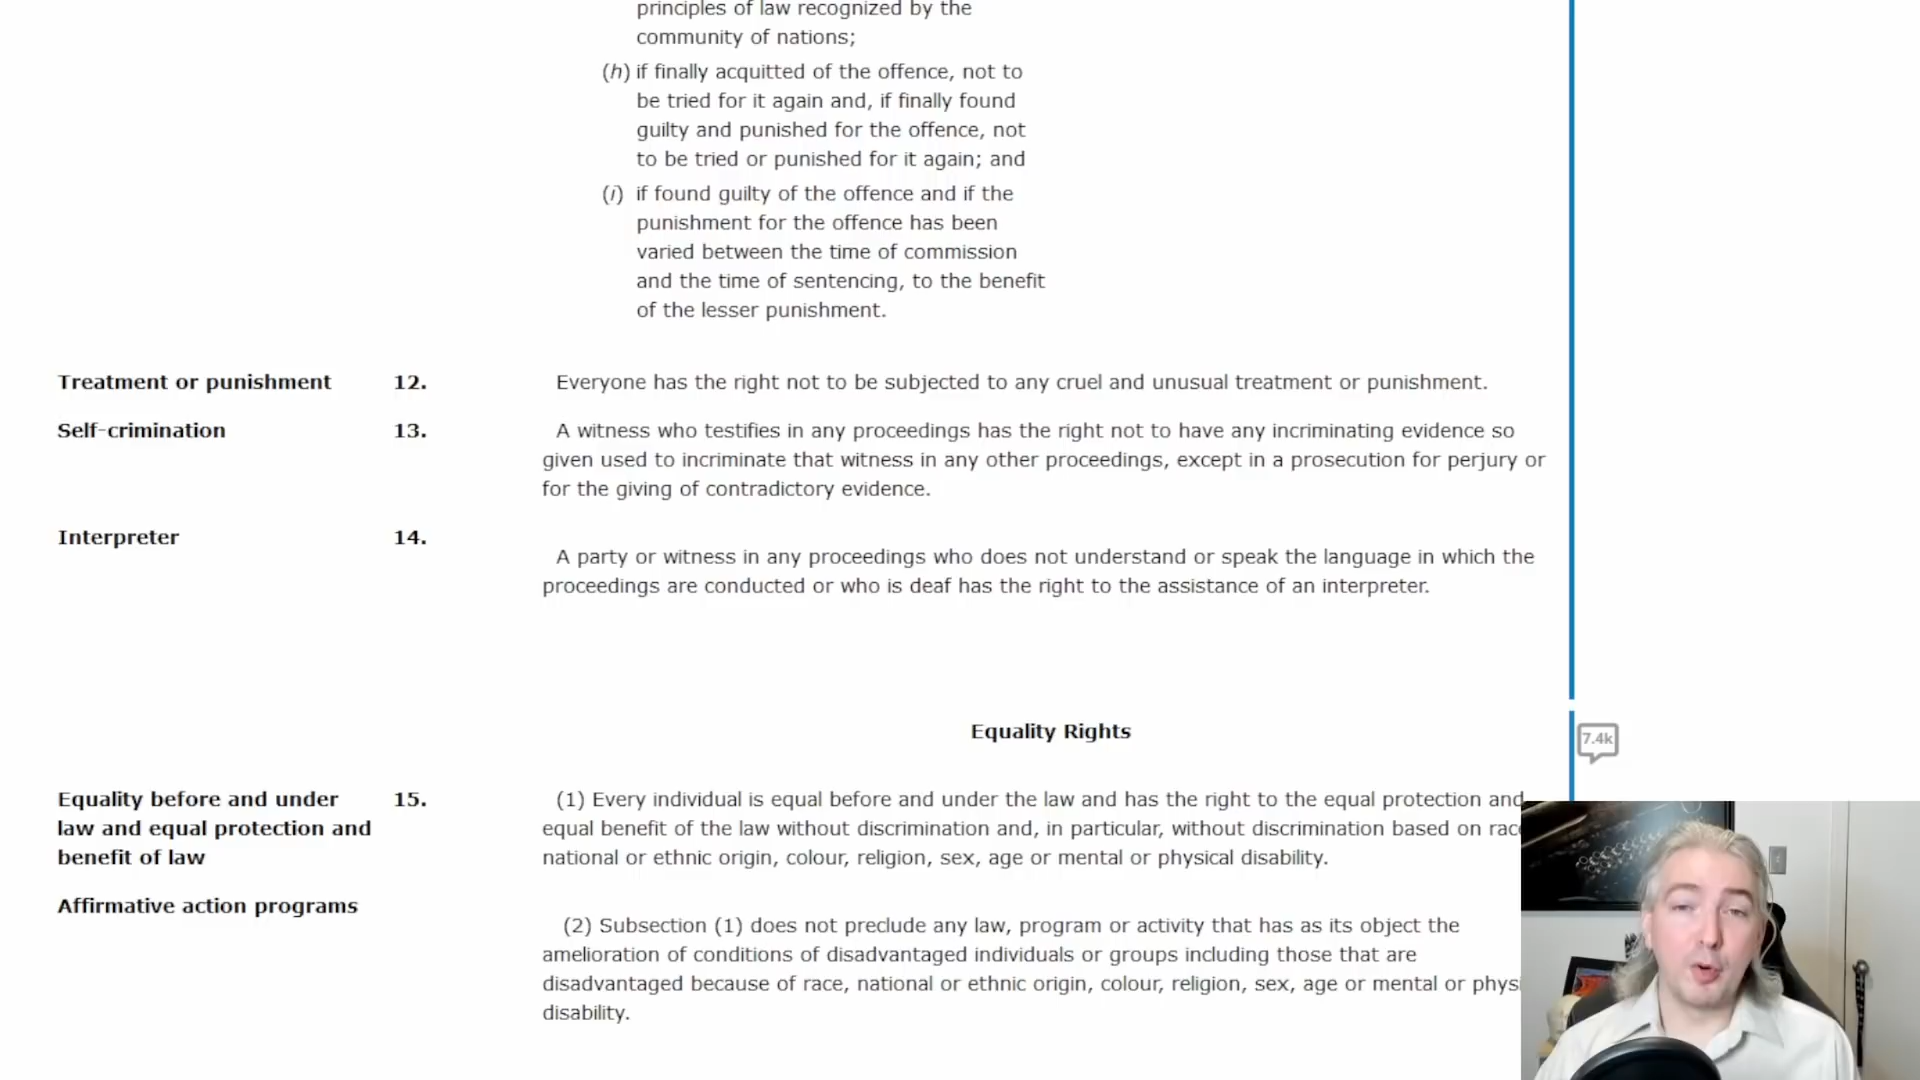 principles of law recognized by the
community of nations;
(h) if finally acquitted of the offence, not to
be tried for it again and, if finally found
guilty and punished for the offence, not
to be tried or punished for it again; and
(i) if found guilty of the offence and if the
punishment for the offence has been
varied between the time of commission
and the time of sentencing, to the benefit
of the lesser punishment.
Treatment or punishment 12. Everyone has the right not to be subjected to any cruel and unusual treatment or punishment.
Self-crimination 13. A witness who testifies in any proceedings has the right not to have any incriminating evidence so
given used to incriminate that witness in any other proceedings, except in a prosecution for perjury or
for the giving of contradictory evidence.
Interpreter 14.
A party or witness in any proceedings who does not understand or speak the language in which the
proceedings are conducted or who is deaf has the right to the assistance of an interpreter.
Equality Rights
7.4k
Equality before and under 15. (1) Every individual is equal before and under the law and has the right to the equal protection and
law and equal protection and equal benefit of the law without discrimination and, in particular, without discrimination based on
benefit of law national or ethnic origin, colour, religion, sex, age or mental or physical disability.
Affirmative action programs
(2) Subsection (1) does not preclude any law, program or activity that has as its object the
amelioration of conditions of disadvantaged individuals or groups including those that are
disadvantaged because of race, national or ethnic origin, colour, religion, sex, age or mental or
disability.